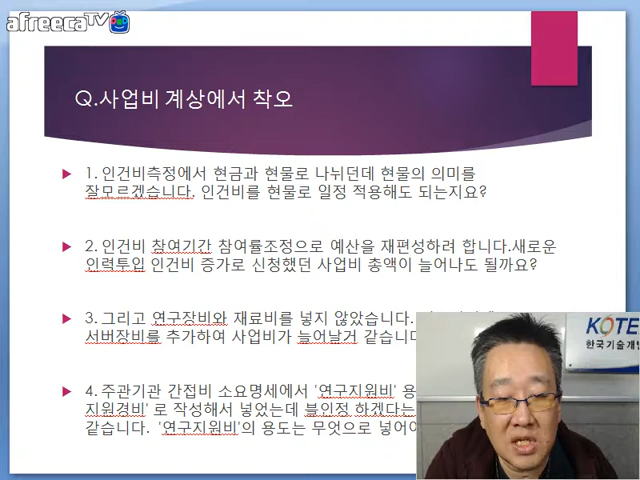 afreecaTV
Q.사업비 계상에서 착오
1. 인건비측정에서 현금과 현물로 나뉘던데 현물의 의미를
잘모르겠습니다. 인건비를 현물로 일정 적용해도 되는지요?
2. 인건비 참여기간 참여률조정으로 예산을 재편성하려 합니다.새로운
인력투입 인건비 증가로 신청했던 사업비 총액이 늘어나도 될까요?
3. 그리고 연구장비와 재료비를 넣지 않았습니다.
서버장비를 추가하여 사업비가 늘어날거 같습니다
4. 주관기관 간접비 소요명세에서 '연구지원비'
지원경비' 로 작성해서 넣었는데 블인정 하겠다는
같습니다. '연구지원비'의 용도는 무엇으로
KOTE
한국기술개발